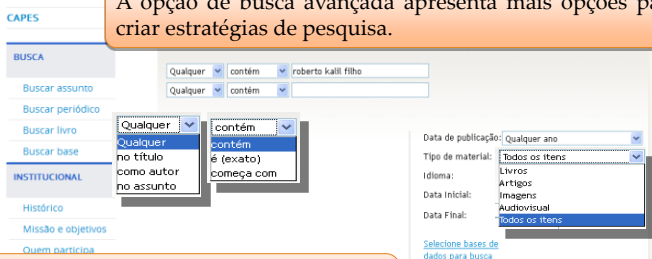 A opção de busca avançada apresenta mais opções
criar estratégias de pesquisa.
CAPES
BUSCA
Buscar assunto
Buscar periódico
Buscar livro
Buscar base
INSTITUCIONAL
Histórico
Missão e objetivos
Quem participa
Qualquer contém roberto kalil filho
Qualquer contém
Qualquer
Qualquer
no título
como autor
no assunto
contém
contém
é (exato)
começa com
Data de publicação: Qualquer ano
Tipo de material: Todos os itens
Idioma:
Data Inicial:
Data Final:
Livros
Artigos
Imagens
Audiovisual
Todos os itens
Selecione bases de
dados para busca